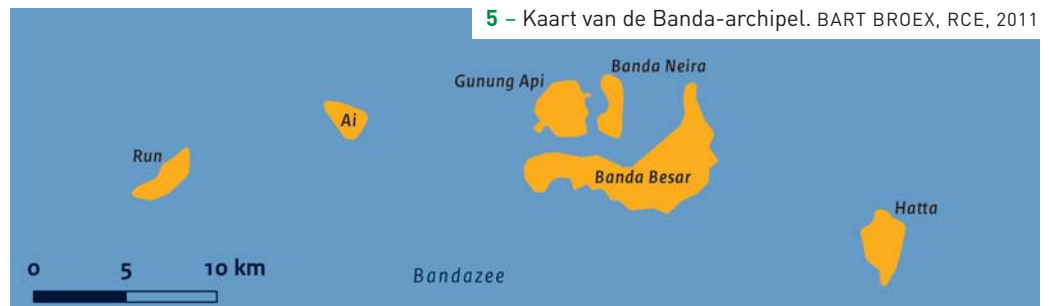 5 – Kaart van de Banda-archipel. BART BROEX, RCE, 2011
Banda Neira
Gunung Api
Ai
Run
Banda Besar
Hatta
0 5 10 km
Bandazee